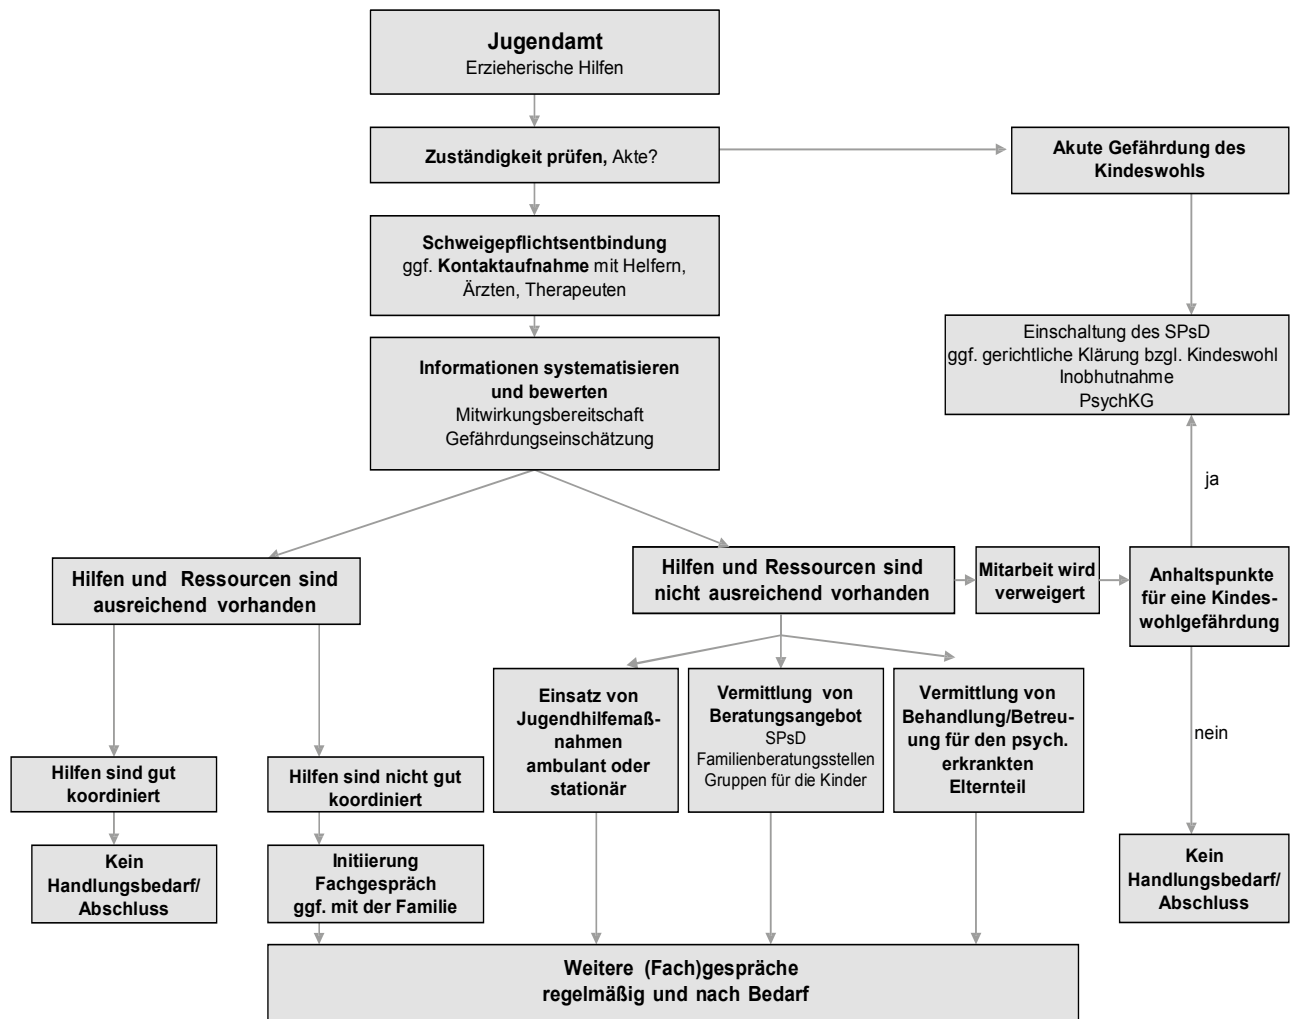 Jugendamt
Erzieherische Hilfen
Zuständigkeit prüfen, Akte?
Akute Gefährdung des
Kindeswohls
Schweigepflichtsentbindung
ggf. Kontaktaufnahme mit Helfern,
Ärzten, Therapeuten
Einschaltung des SPsD
ggf. gerichtliche Klärung bzgl. Kindeswohl
Inobhutnahme
PsychKG
Informationen systematisieren
und bewerten
Mitwirkungsbereitschaft
Gefährdungseinschätzung
ja
Hilfen und Ressourcen sind
ausreichend vorhanden
Hilfen und Ressourcen sind
nicht ausreichend vorhanden
Mitarbeit wird
verweigert
Anhaltspunkte
für eine Kindes-
wohlgefährdung
nein
Hilfen sind gut
koordiniert
Hilfen sind nicht gut
koordiniert
Einsatz von
Jugendhilfemaß-
nahmen
ambulant oder
stationär
Vermittlung von
Beratungsangebot
SPsD
Familienberatungsstellen
Gruppen für die Kinder
Vermittlung von
Behandlung/Betreu-
ung für den psych.
erkrankten
Elternteil
Kein
Handlungsbedarf/
Abschluss
Initiierung
Fachgespräch
ggf. mit der Familie
Kein
Handlungsbedarf/
Abschluss
Weitere (Fach)gespräche
regelmäßig und nach Bedarf